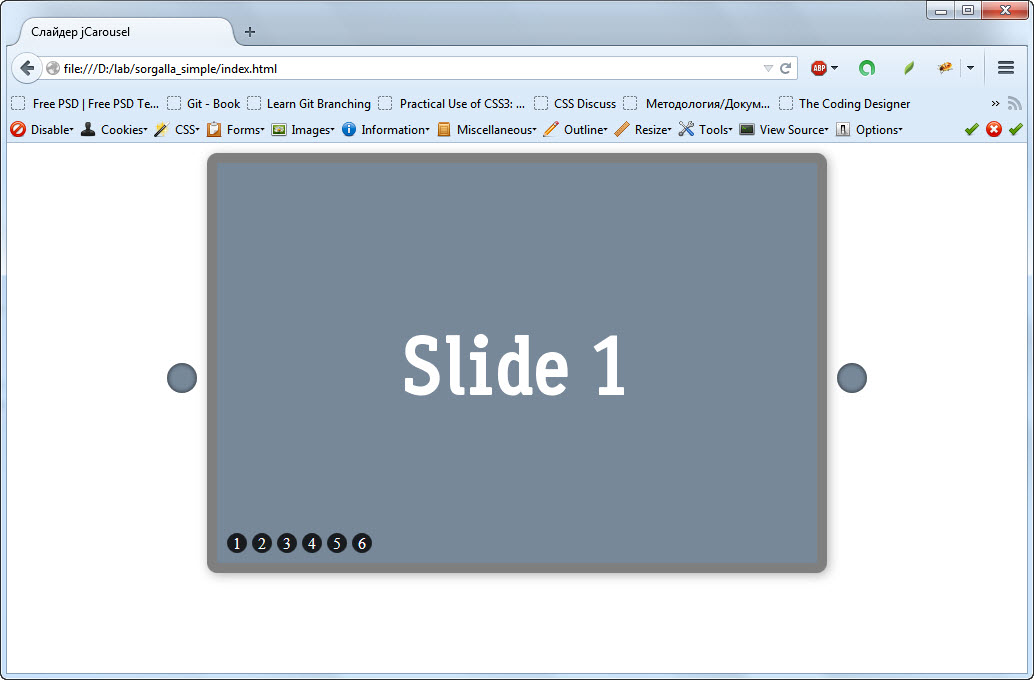 Слайдер jCarousel
file:///D:/lab/sorgalla_simple/index.html
ABP
Free PSD | Free PSD Te... Git - Book Learn Git Branching Practical Use of CSS3: ... CSS Discuss Методология/Докум... The Coding Designer »
Disable Cookies CSS Forms Images Information Miscellaneous Outline Resize Tools View Source Options
Slide 1
1 2 3 4 5 6